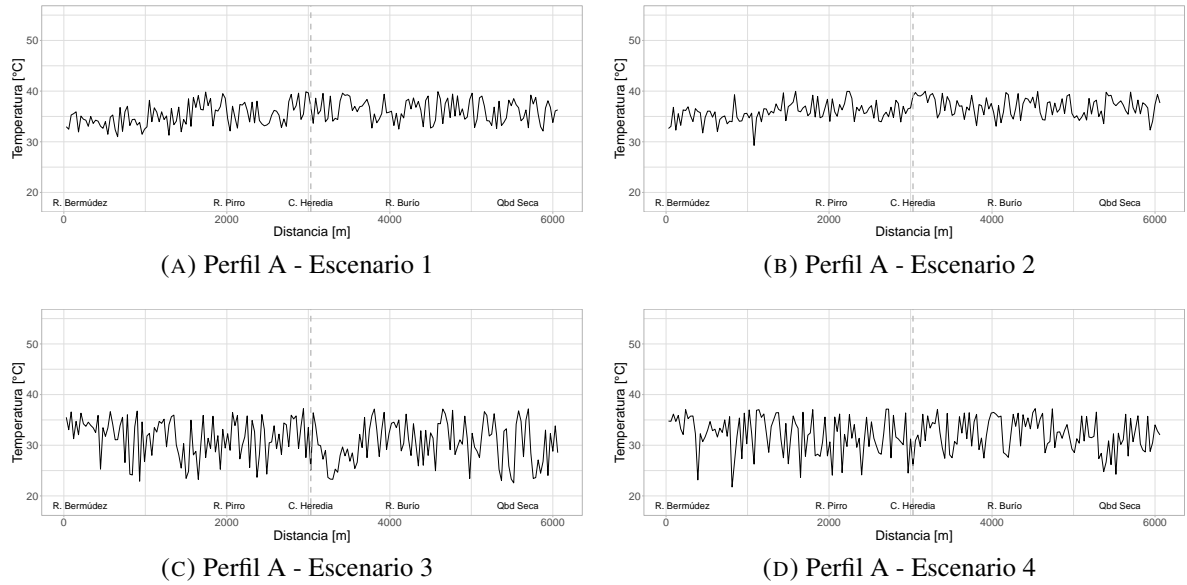 Temperatura [°C]
50
40
30
20
R. Bermúdez R. Pirro C. Heredia R. Burío Qbd Seca
0 2000 4000 6000
Distancia [m]
(A) Perfil A - Escenario 1
Temperatura [°C]
50
40
30
20
R. Bermúdez R. Pirro C. Heredia R. Burío Qbd Seca
0 2000 4000 6000
Distancia [m]
(B) Perfil A - Escenario 2
Temperatura [°C]
50
40
30
20
R. Bermúdez R. Pirro C. Heredia R. Burío Qbd Seca
0 2000 4000 6000
Distancia [m]
(C) Perfil A - Escenario 3
Temperatura [°C]
50
40
30
20
R. Bermúdez R. Pirro C. Heredia R. Burío Qbd Seca
0 2000 4000 6000
Distancia [m]
(D) Perfil A - Escenario 4